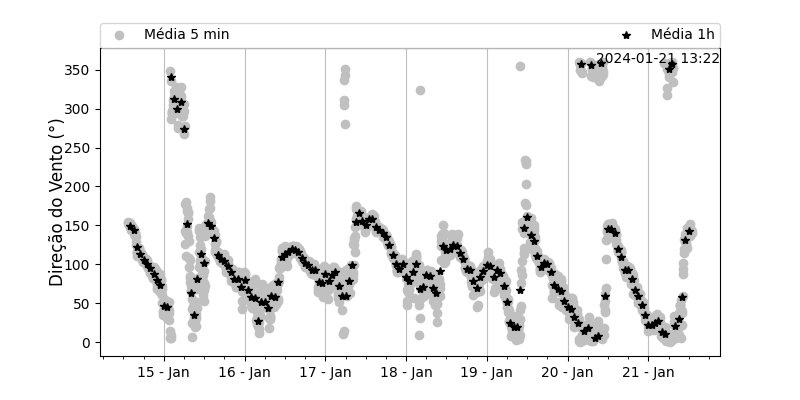 Média 5 min
Média 1h
2024-01-21 13:22
Direção do Vento (°)
350
300
250
200
150
100
50
0
15 - Jan
16 - Jan
17 - Jan
18 - Jan
19 - Jan
20 - Jan
21 - Jan